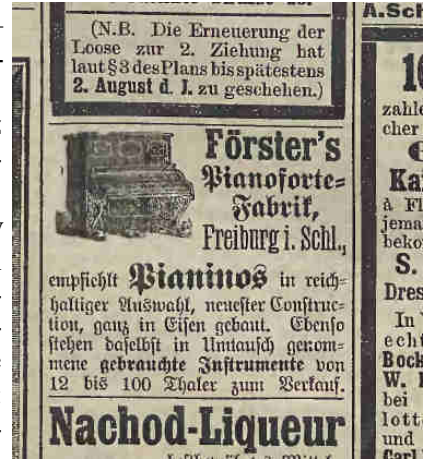 (N.B. Die Erneuerung der
Loose zur 2. Ziehung hat
laut § 3 des Plans bis spätestens
2. August d. J. zu geschehen.)
Förster's
Pianoforte=
Fabrik,
Freiburg i. Schl.,
empfiehlt Pianinos in reich=
haltiger Auswahl, neuester Construc=
tion, ganz in Eisen gebaut. Ebenso
stehen daselbst in Umtausch genom=
mene gebrauchte Instrumente von
12 bis 100 Thaler zum Verkauf.
Nachod-Liqueur
A. Sch
10
zahle
cher
Ka
à Fl
jema
beko
S.
Dres
In
echt
Bock
W.
bei
lott
und
Carl